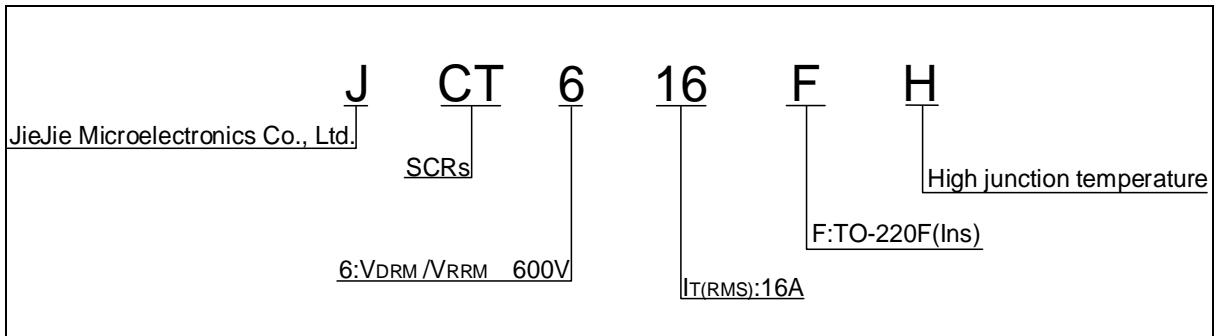 J CT 6 16 F H
JieJie Microelectronics Co., Ltd.
SCRs
High junction temperature
F:TO-220F(Ins)
6:VDRM /VRRM 600V
IT(RMS):16A